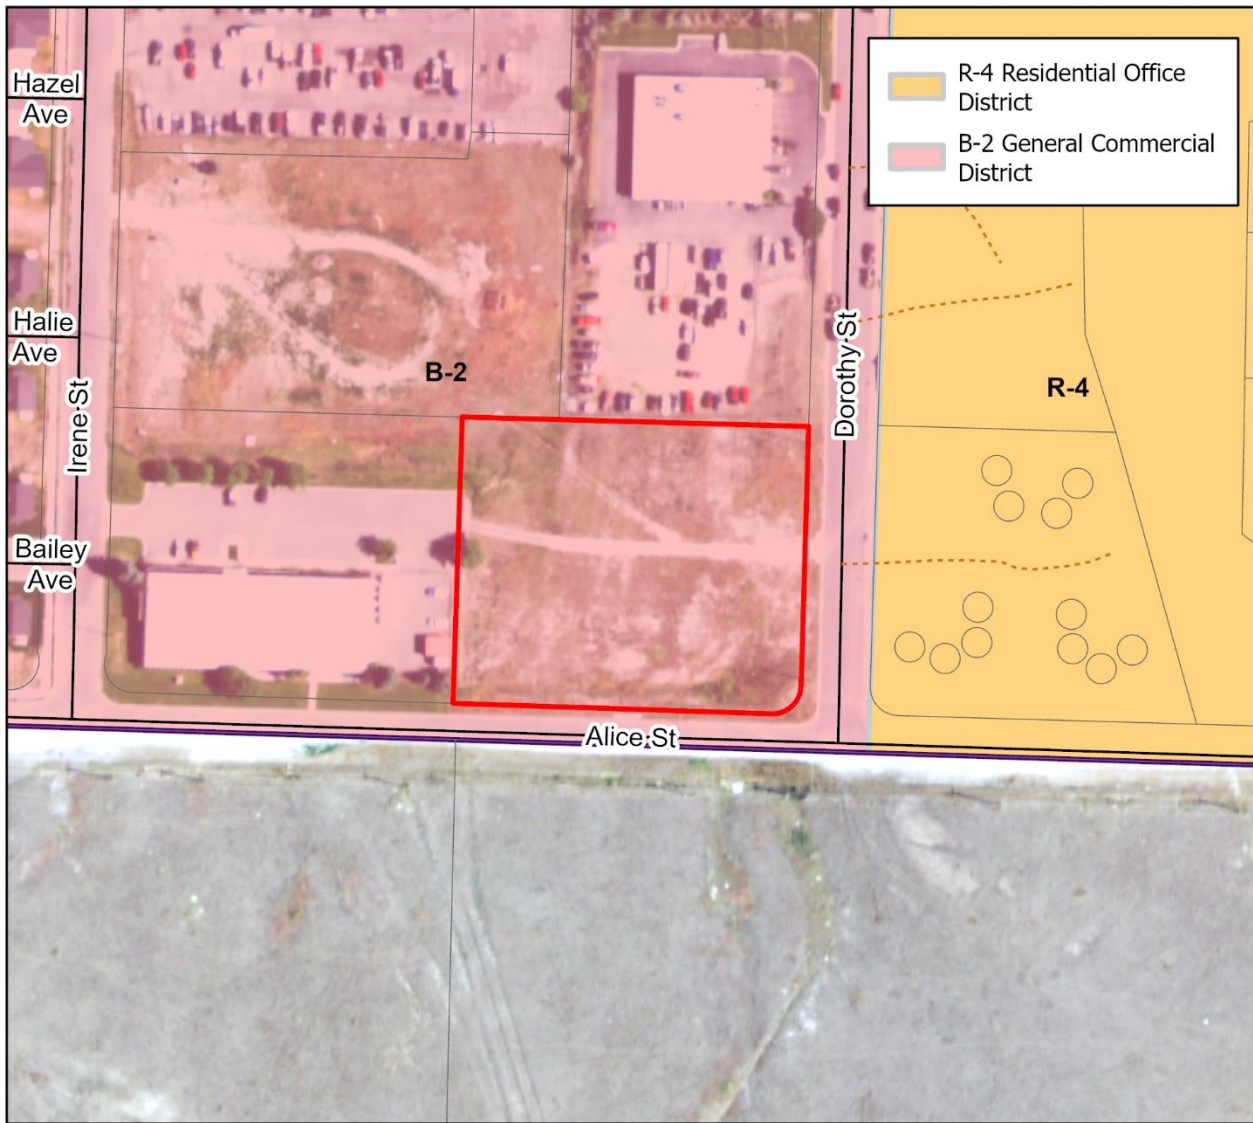 R-4 Residential Office
District
B-2 General Commercial
District
Hazel
Ave
Halie
Ave
Irene St
B-2
Dorothy St
R-4
Bailey
Ave
Alice St